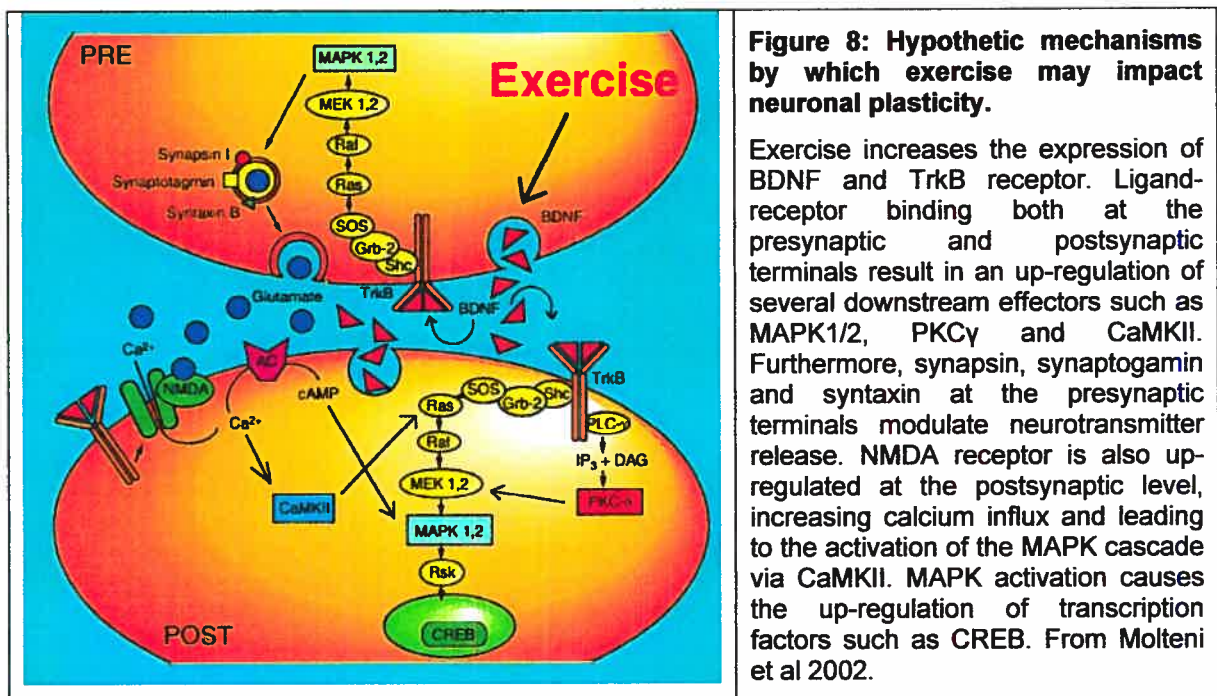 PRE
MAPK 1,2
Exercise
MEK 1,2
Raf
Ras
SOS
Grb-2
Shc
TrkB
Synapsin I
Synaptotagmin
Syntaxin B
Glutamate
BDNF
BDNF
Ca²⁺
NMDA
AC
cAMP
Ca²⁺
CaMKII
TrkB
Shc
Grb-2
SOS
Ras
Raf
MEK 1,2
MAPK 1,2
Rsk
CREB
PLC-γ
IP₃ + DAG
POST
Figure 8: Hypothetic mechanisms
by which exercise may impact
neuronal plasticity.
Exercise increases the expression of
BDNF and TrkB receptor. Ligand-
receptor binding both at the
presynaptic and postsynaptic
terminals result in an up-regulation of
several downstream effectors such as
MAPK1/2, PKCγ and CaMKII.
Furthermore, synapsin, synaptogamin
and syntaxin at the presynaptic
terminals modulate neurotransmitter
release. NMDA receptor is also up-
regulated at the postsynaptic level,
increasing calcium influx and leading
to the activation of the MAPK cascade
via CaMKII. MAPK activation causes
the up-regulation of transcription
factors such as CREB. From Molteni
et al 2002.